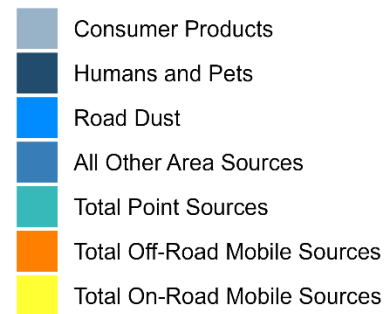 Consumer Products
Humans and Pets
Road Dust
All Other Area Sources
Total Point Sources
Total Off-Road Mobile Sources
Total On-Road Mobile Sources